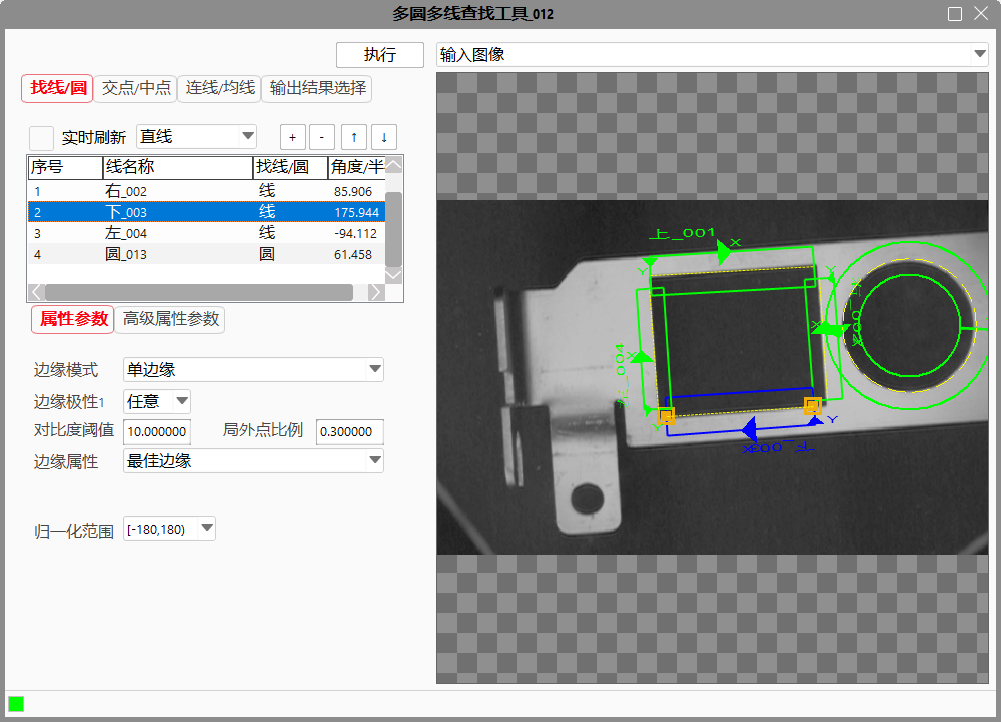 多圆多线查找工具_012
执行
输入图像
找线/圆 交点/中点 连线/均线 输出结果选择
实时刷新 直线 + - ↑ ↓
序号 线名称 找线/圆 角度/半
1 右_002 线 85.906
2 下_003 线 175.944
3 左_004 线 -94.112
4 圆_013 圆 61.458
属性参数 高级属性参数
边缘模式 单边缘
边缘极性1 任意
对比度阈值 10.000000 局外点比例 0.300000
边缘属性 最佳边缘
归一化范围 [-180,180)
上_001
X
Y
Y
X
左_004
X
Y
Y
X
下_003